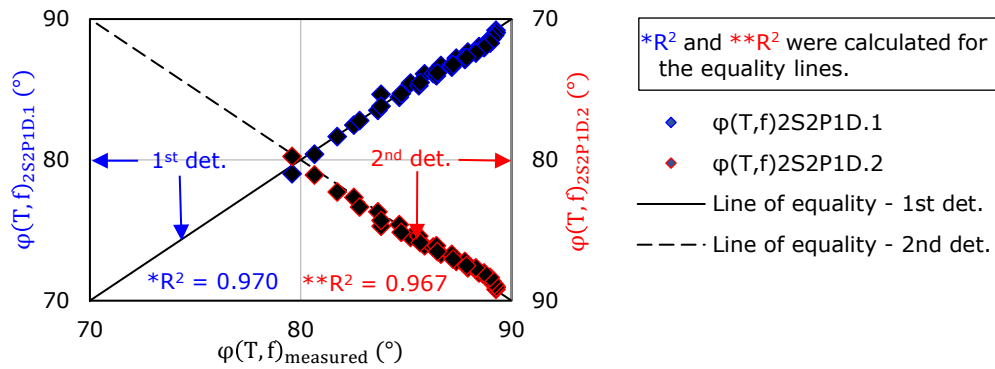 90
80
70
φ(T,f)2S2P1D.1 (°)
1st det.
2nd det.
*R² = 0.970
**R² = 0.967
70
80
90
φ(T,f)measured (°)
70
80
90
φ(T,f)2S2P1D.2 (°)
*R² and **R² were calculated for
the equality lines.
φ(T,f)2S2P1D.1
φ(T,f)2S2P1D.2
Line of equality - 1st det.
Line of equality - 2nd det.